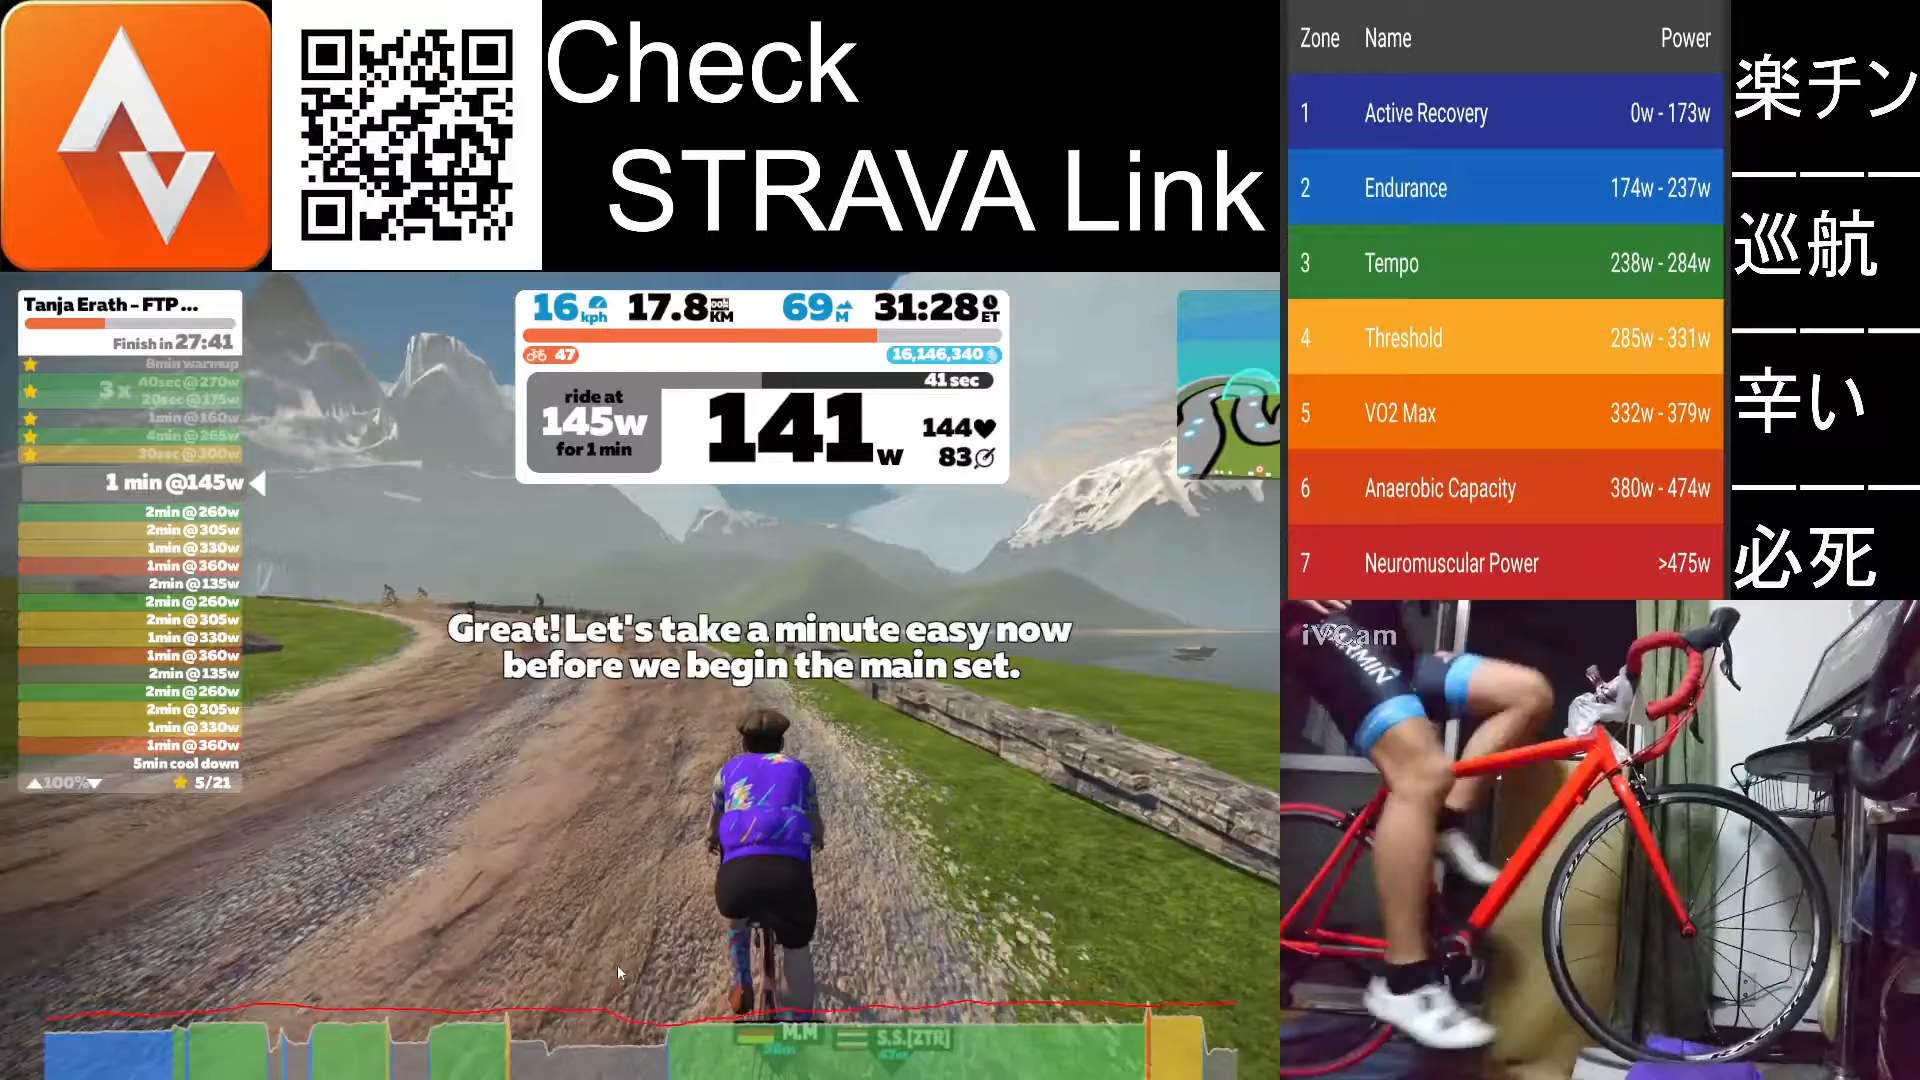 Check
STRAVA Link
Zone Name Power
1 Active Recovery 0w - 173w
2 Endurance 174w - 237w
3 Tempo 238w - 284w
4 Threshold 285w - 331w
5 VO2 Max 332w - 379w
6 Anaerobic Capacity 380w - 474w
7 Neuromuscular Power >475w
楽チン
巡航
辛い
必死
Tanja Erath - FTP ...
Finish in 27:41
8min warmup
3 x 40sec @270w
20sec @175w
1min @160w
4min @265w
30sec @300w
1 min @145w
2min @260w
2min @305w
1min @330w
1min @360w
2min @135w
2min @260w
2min @305w
1min @330w
1min @360w
2min @135w
2min @260w
2min @305w
1min @330w
1min @360w
5min cool down
100% 5/21
16 kph 17.8 KM 69 M 31:28 ET
47 16,146,340
41 sec
ride at
145w
for 1 min
141 w
144
83
Great! Let's take a minute easy now
before we begin the main set.
M.M
S.S.[ZTR]
iVCam